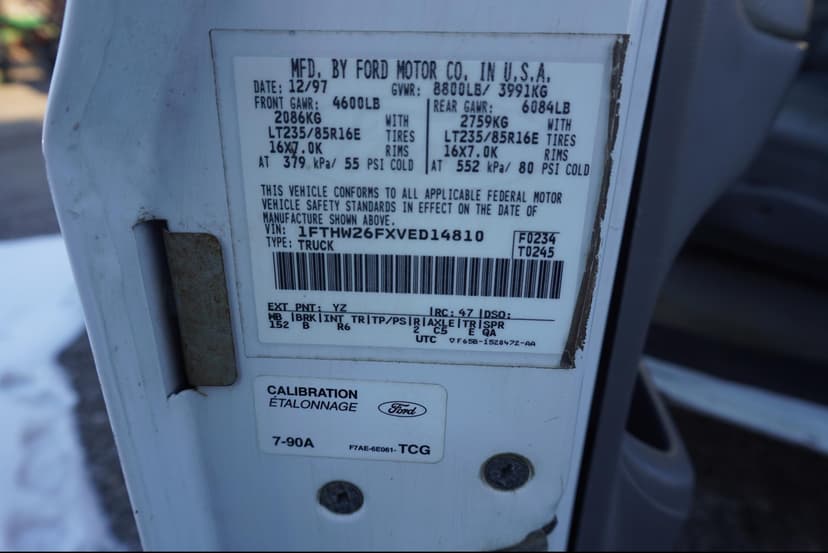 MFD. BY FORD MOTOR CO. IN U.S.A.
DATE: 12/97 GVWR: 8800LB/ 3991KG
FRONT GAWR: 4600LB REAR GAWR: 6084LB
2086KG WITH 2759KG WITH
LT235/85R16E TIRES LT235/85R16E TIRES
16X7.0K RIMS 16X7.0K RIMS
AT 379 kPa/ 55 PSI COLD AT 552 kPa/ 80 PSI COLD
THIS VEHICLE CONFORMS TO ALL APPLICABLE FEDERAL MOTOR
VEHICLE SAFETY STANDARDS IN EFFECT ON THE DATE OF
MANUFACTURE SHOWN ABOVE.
VIN: 1FTHW26FXVED14810 F0234
TYPE: TRUCK T0245
EXT PNT: YZ RC: 47 DSO:
WB BRK INT TR TP/PS R AXLE TR SPR
152 B R6 2 C5 E QA
UTC ▽F65B-1520472-AA
CALIBRATION
ÉTALONNAGE
Ford
7-90A F7AE-6E061- TCG